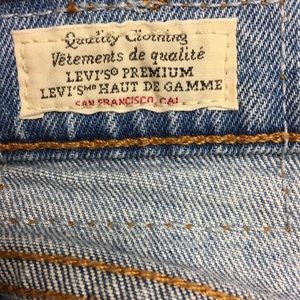 Quality Clothing
Vêtements de qualité
LEVI'S® PREMIUM
LEVI'S ᴹᴰ HAUT DE GAMME
SAN FRANCISCO, CAL